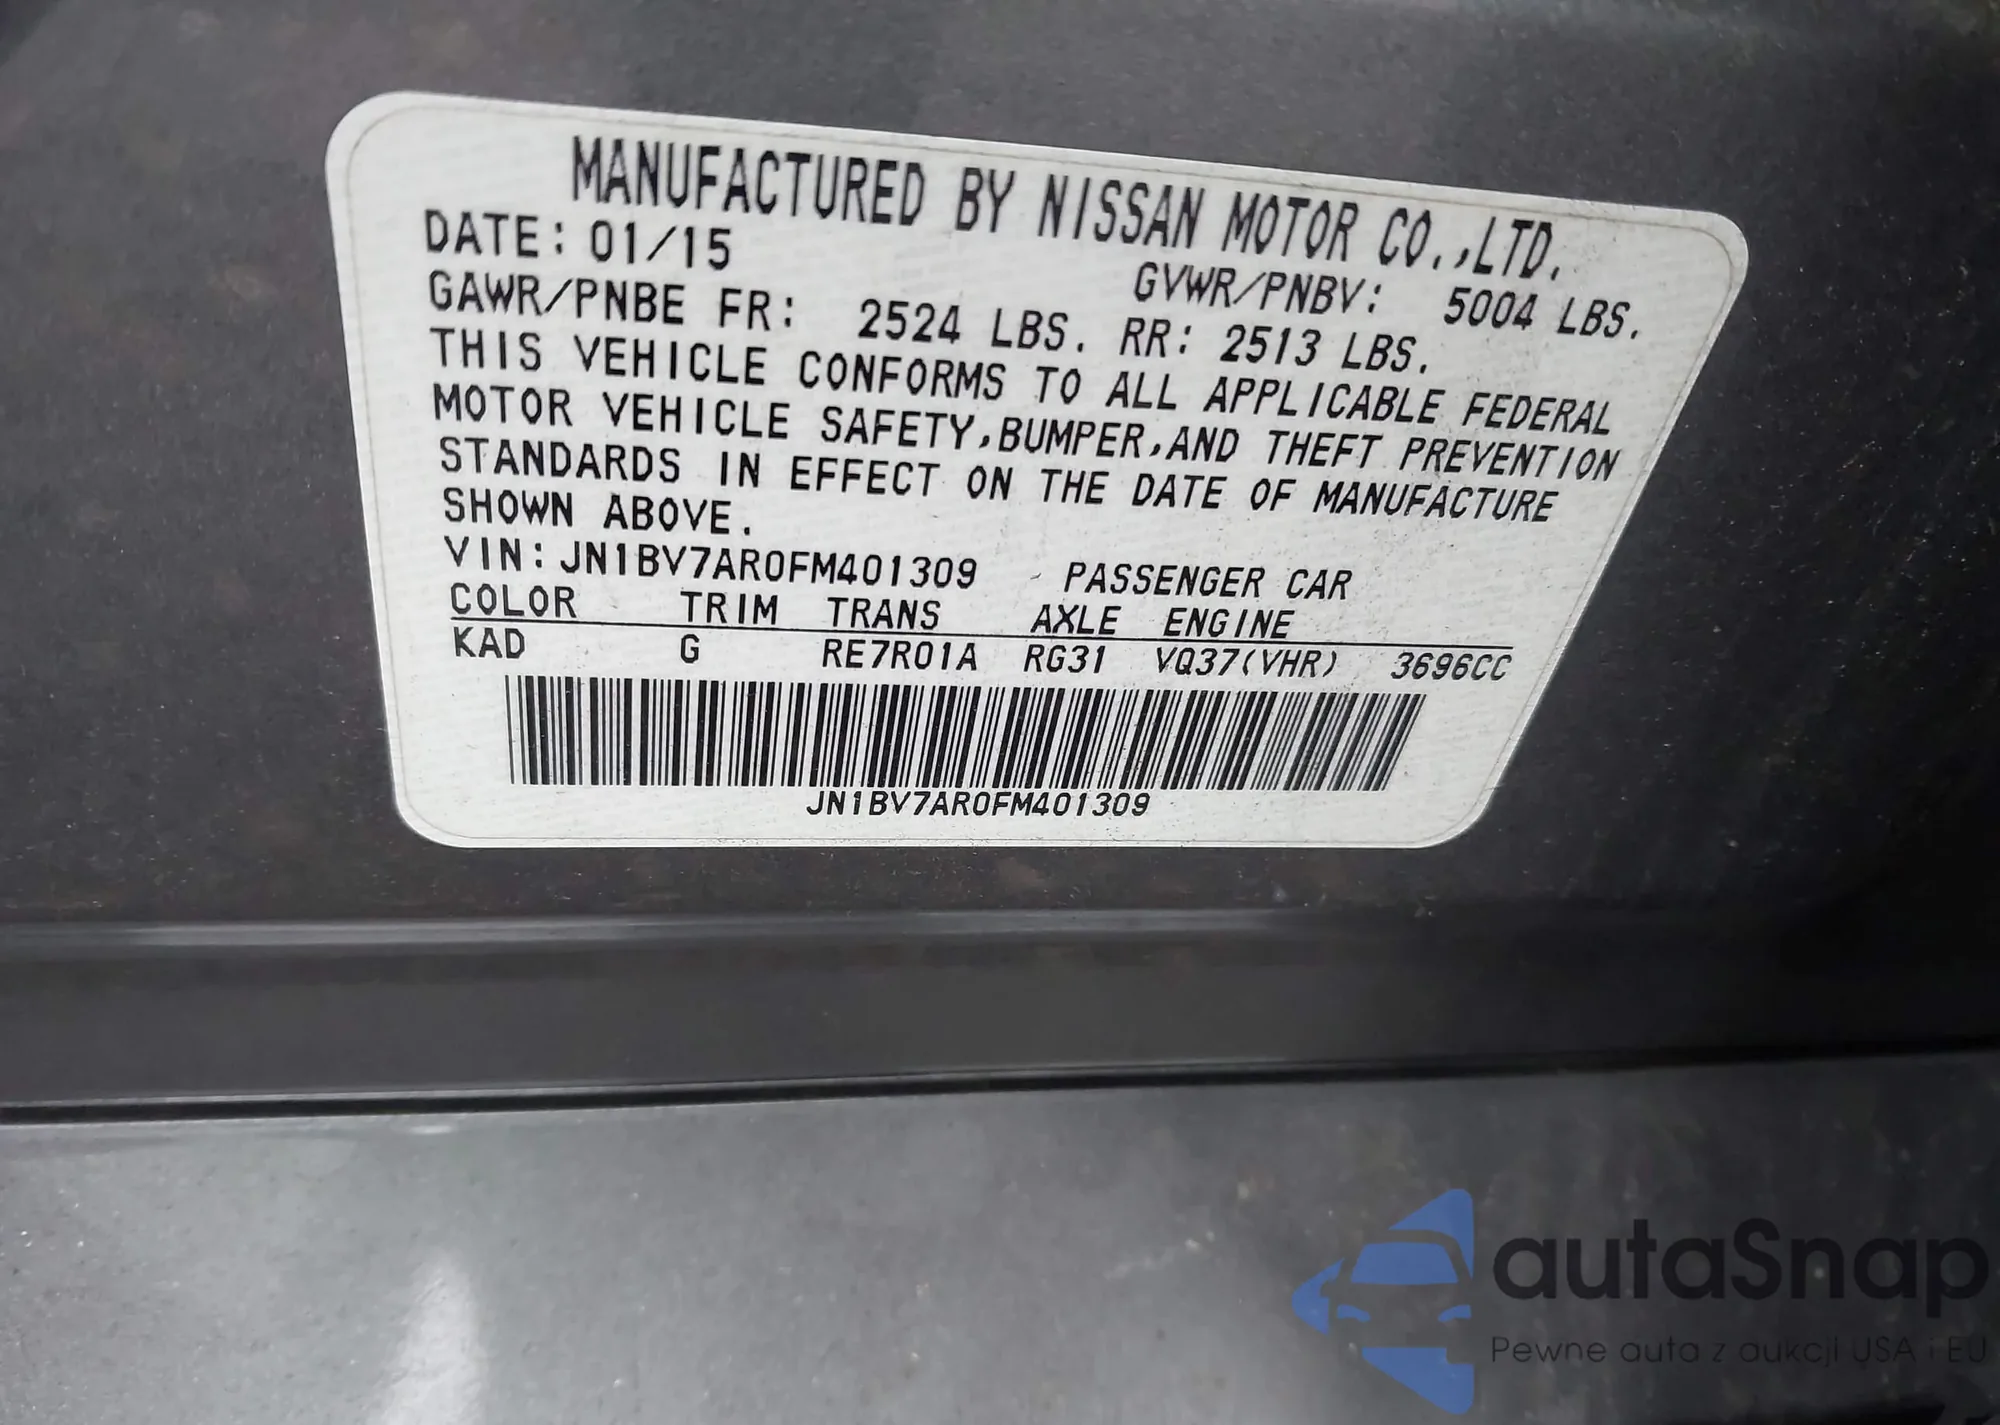 MANUFACTURED BY NISSAN MOTOR CO.,LTD.
DATE: 01/15 GVWR/PNBV: 5004 LBS.
GAWR/PNBE FR: 2524 LBS. RR: 2513 LBS.
THIS VEHICLE CONFORMS TO ALL APPLICABLE FEDERAL
MOTOR VEHICLE SAFETY,BUMPER,AND THEFT PREVENTION
STANDARDS IN EFFECT ON THE DATE OF MANUFACTURE
SHOWN ABOVE.
VIN:JN1BV7AR0FM401309 PASSENGER CAR
COLOR TRIM TRANS AXLE ENGINE
KAD G RE7R01A RG31 VQ37(VHR) 3696CC
JN1BV7AR0FM401309
autaSnap
Pewne auta z aukcji USA i EU